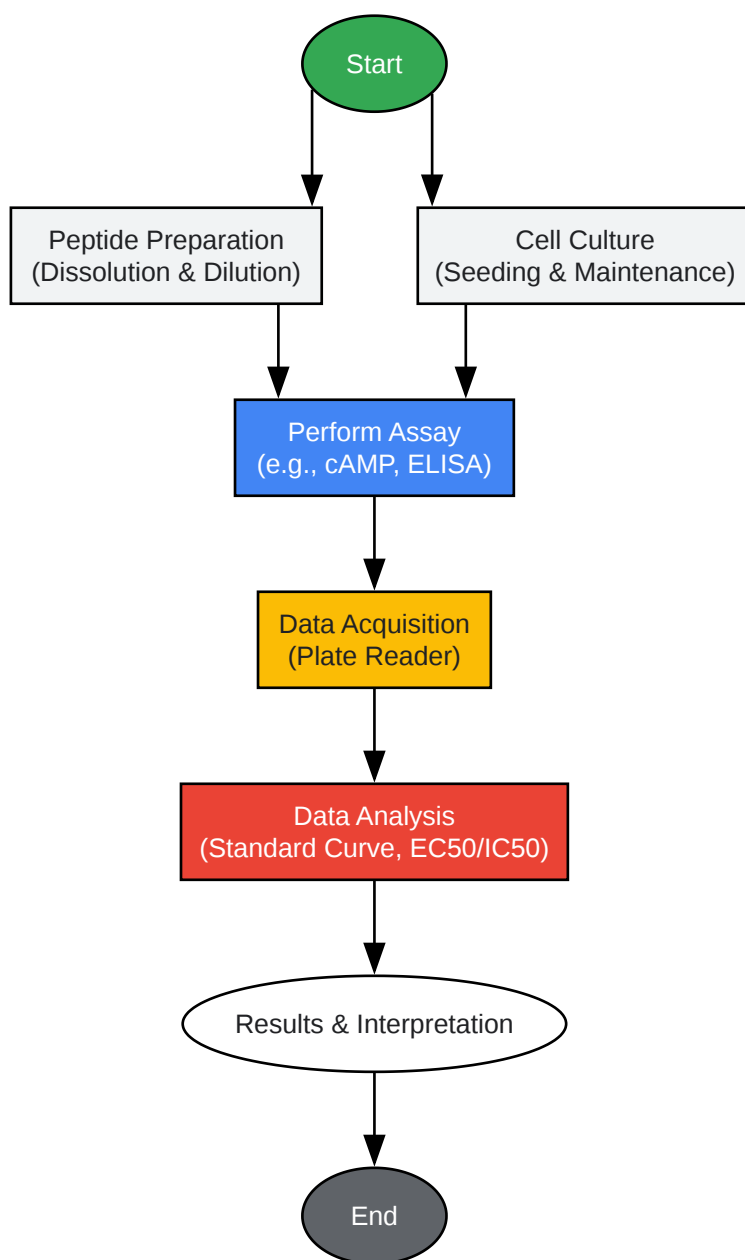 Start
Peptide Preparation
(Dissolution & Dilution)
Cell Culture
(Seeding & Maintenance)
Perform Assay
(e.g., cAMP, ELISA)
Data Acquisition
(Plate Reader)
Data Analysis
(Standard Curve, EC50/IC50)
Results & Interpretation
End